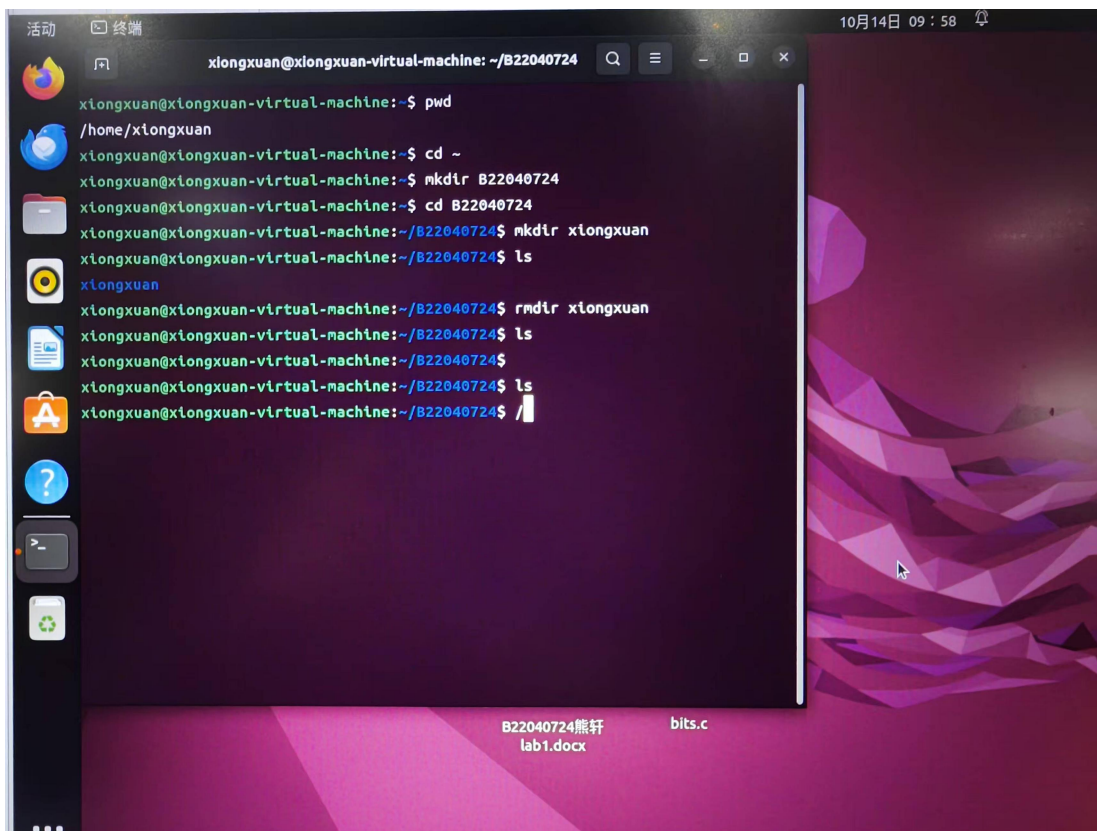 活动 终端 10月14日 09:58
xiongxuan@xiongxuan-virtual-machine: ~/B22040724
xiongxuan@xiongxuan-virtual-machine:~$ pwd
/home/xiongxuan
xiongxuan@xiongxuan-virtual-machine:~$ cd ~
xiongxuan@xiongxuan-virtual-machine:~$ mkdir B22040724
xiongxuan@xiongxuan-virtual-machine:~$ cd B22040724
xiongxuan@xiongxuan-virtual-machine:~/B22040724$ mkdir xiongxuan
xiongxuan@xiongxuan-virtual-machine:~/B22040724$ ls
xiongxuan
xiongxuan@xiongxuan-virtual-machine:~/B22040724$ rmdir xiongxuan
xiongxuan@xiongxuan-virtual-machine:~/B22040724$ ls
xiongxuan@xiongxuan-virtual-machine:~/B22040724$
xiongxuan@xiongxuan-virtual-machine:~/B22040724$ ls
xiongxuan@xiongxuan-virtual-machine:~/B22040724$ /
B22040724熊轩 bits.c
lab1.docx